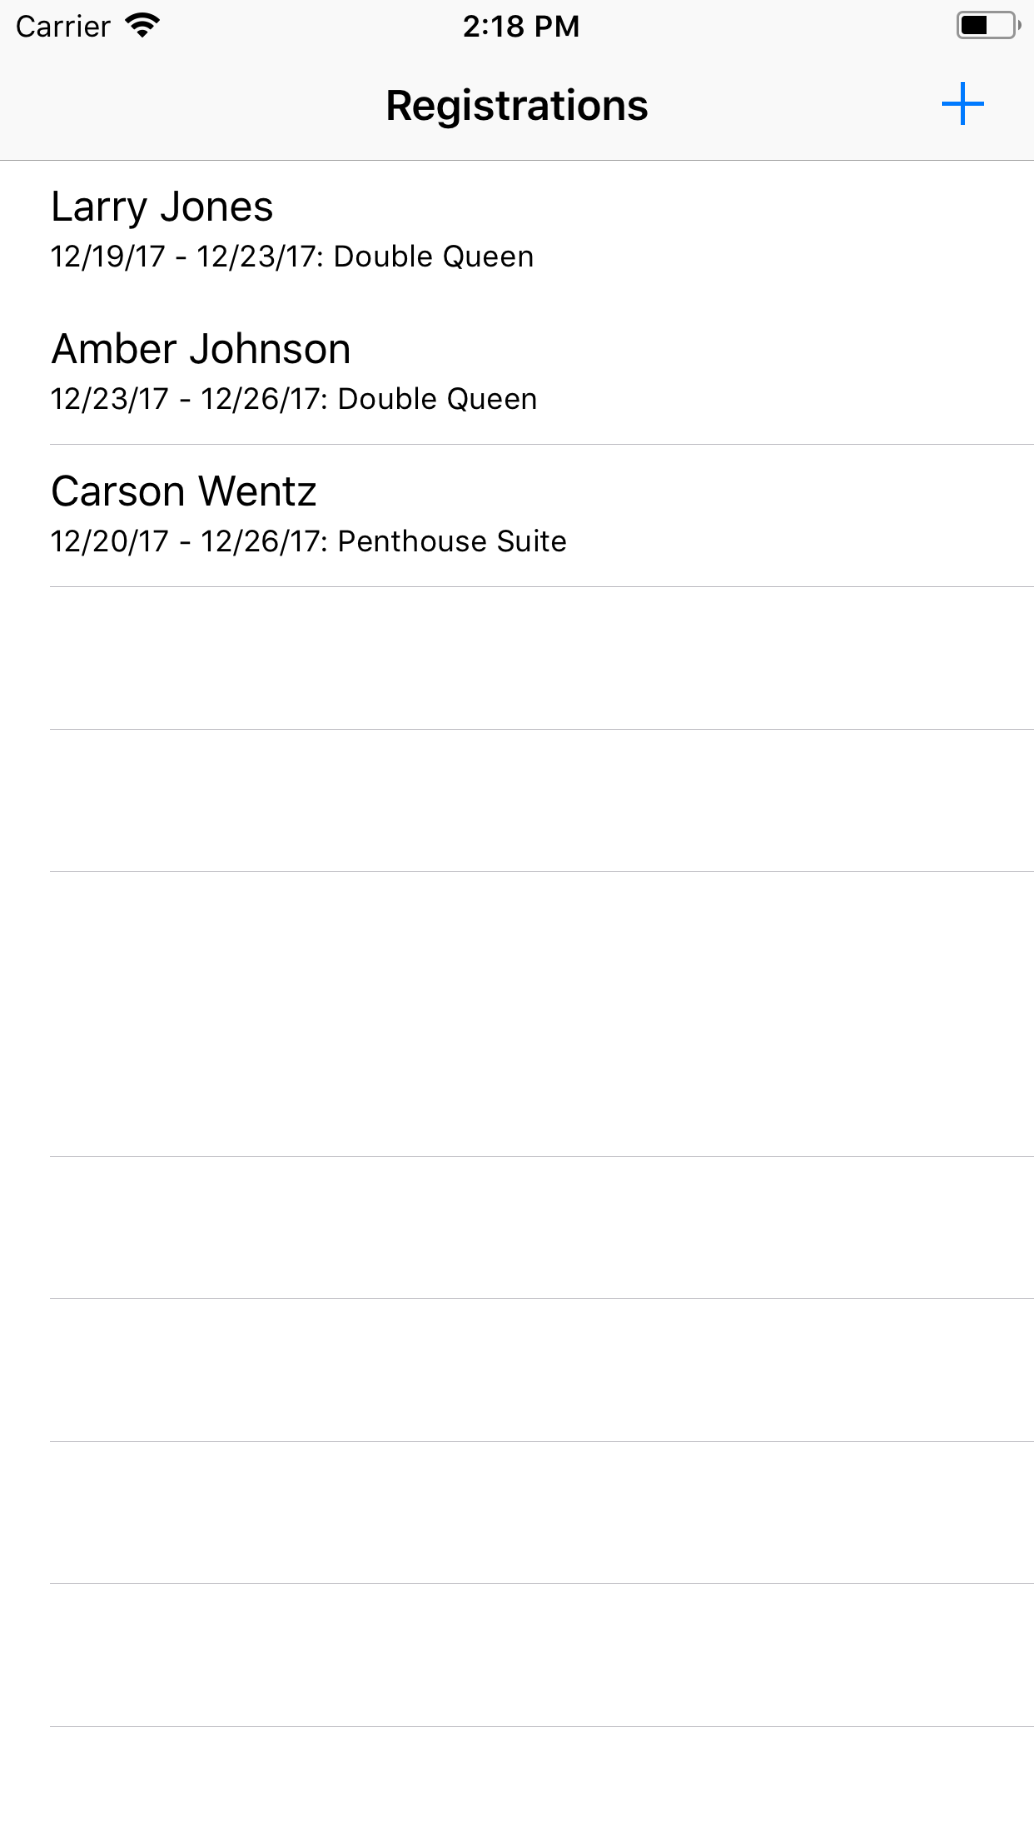 Carrier
2:18 PM
Registrations
Larry Jones
12/19/17 - 12/23/17: Double Queen
Amber Johnson
12/23/17 - 12/26/17: Double Queen
Carson Wentz
12/20/17 - 12/26/17: Penthouse Suite